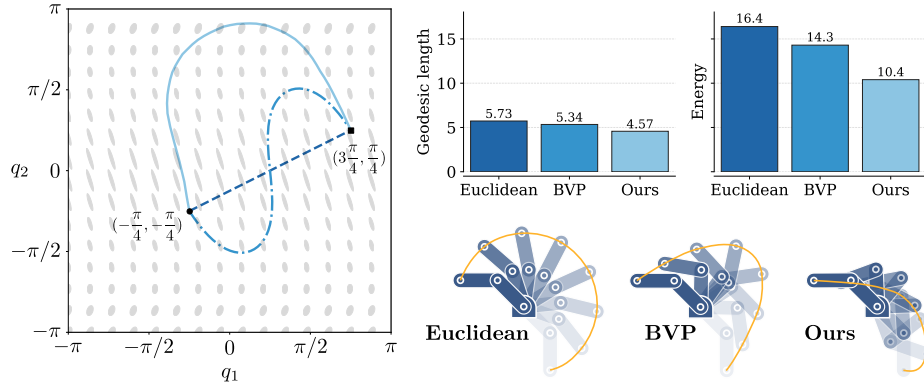 π
π/2
q₂
0
−π/2
−π
−π
−π/2
0
π/2
π
q₁
(3π/4, π/4)
(−π/4, −π/4)
Geodesic length
15
10
5
0
5.73
5.34
4.57
Euclidean
BVP
Ours
Energy
16.4
14.3
10.4
Euclidean
BVP
Ours
Euclidean
BVP
Ours